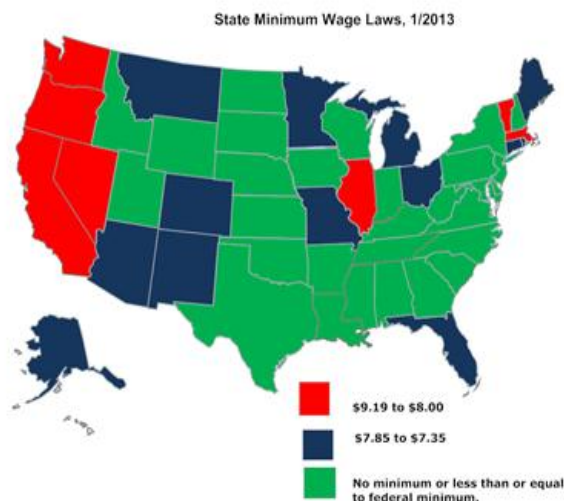 State Minimum Wage Laws, 1/2013
$9.19 to $8.00
$7.85 to $7.35
No minimum or less than or equal
to federal minimum.